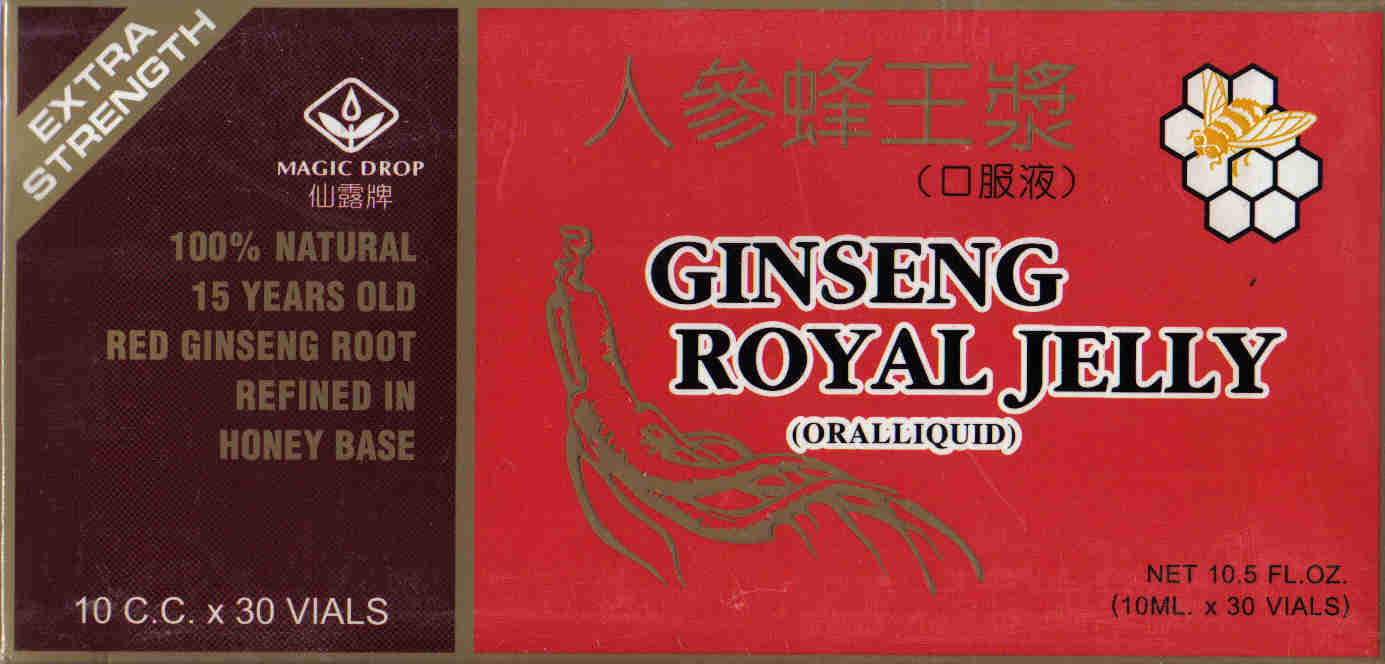 EXTRA
STRENGTH
MAGIC DROP
仙露牌
100% NATURAL
15 YEARS OLD
RED GINSENG ROOT
REFINED IN
HONEY BASE
10 C.C. x 30 VIALS
人參蜂王漿
（口服液）
GINSENG
ROYAL JELLY
(ORALLIQUID)
NET 10.5 FL.OZ.
(10ML. x 30 VIALS)